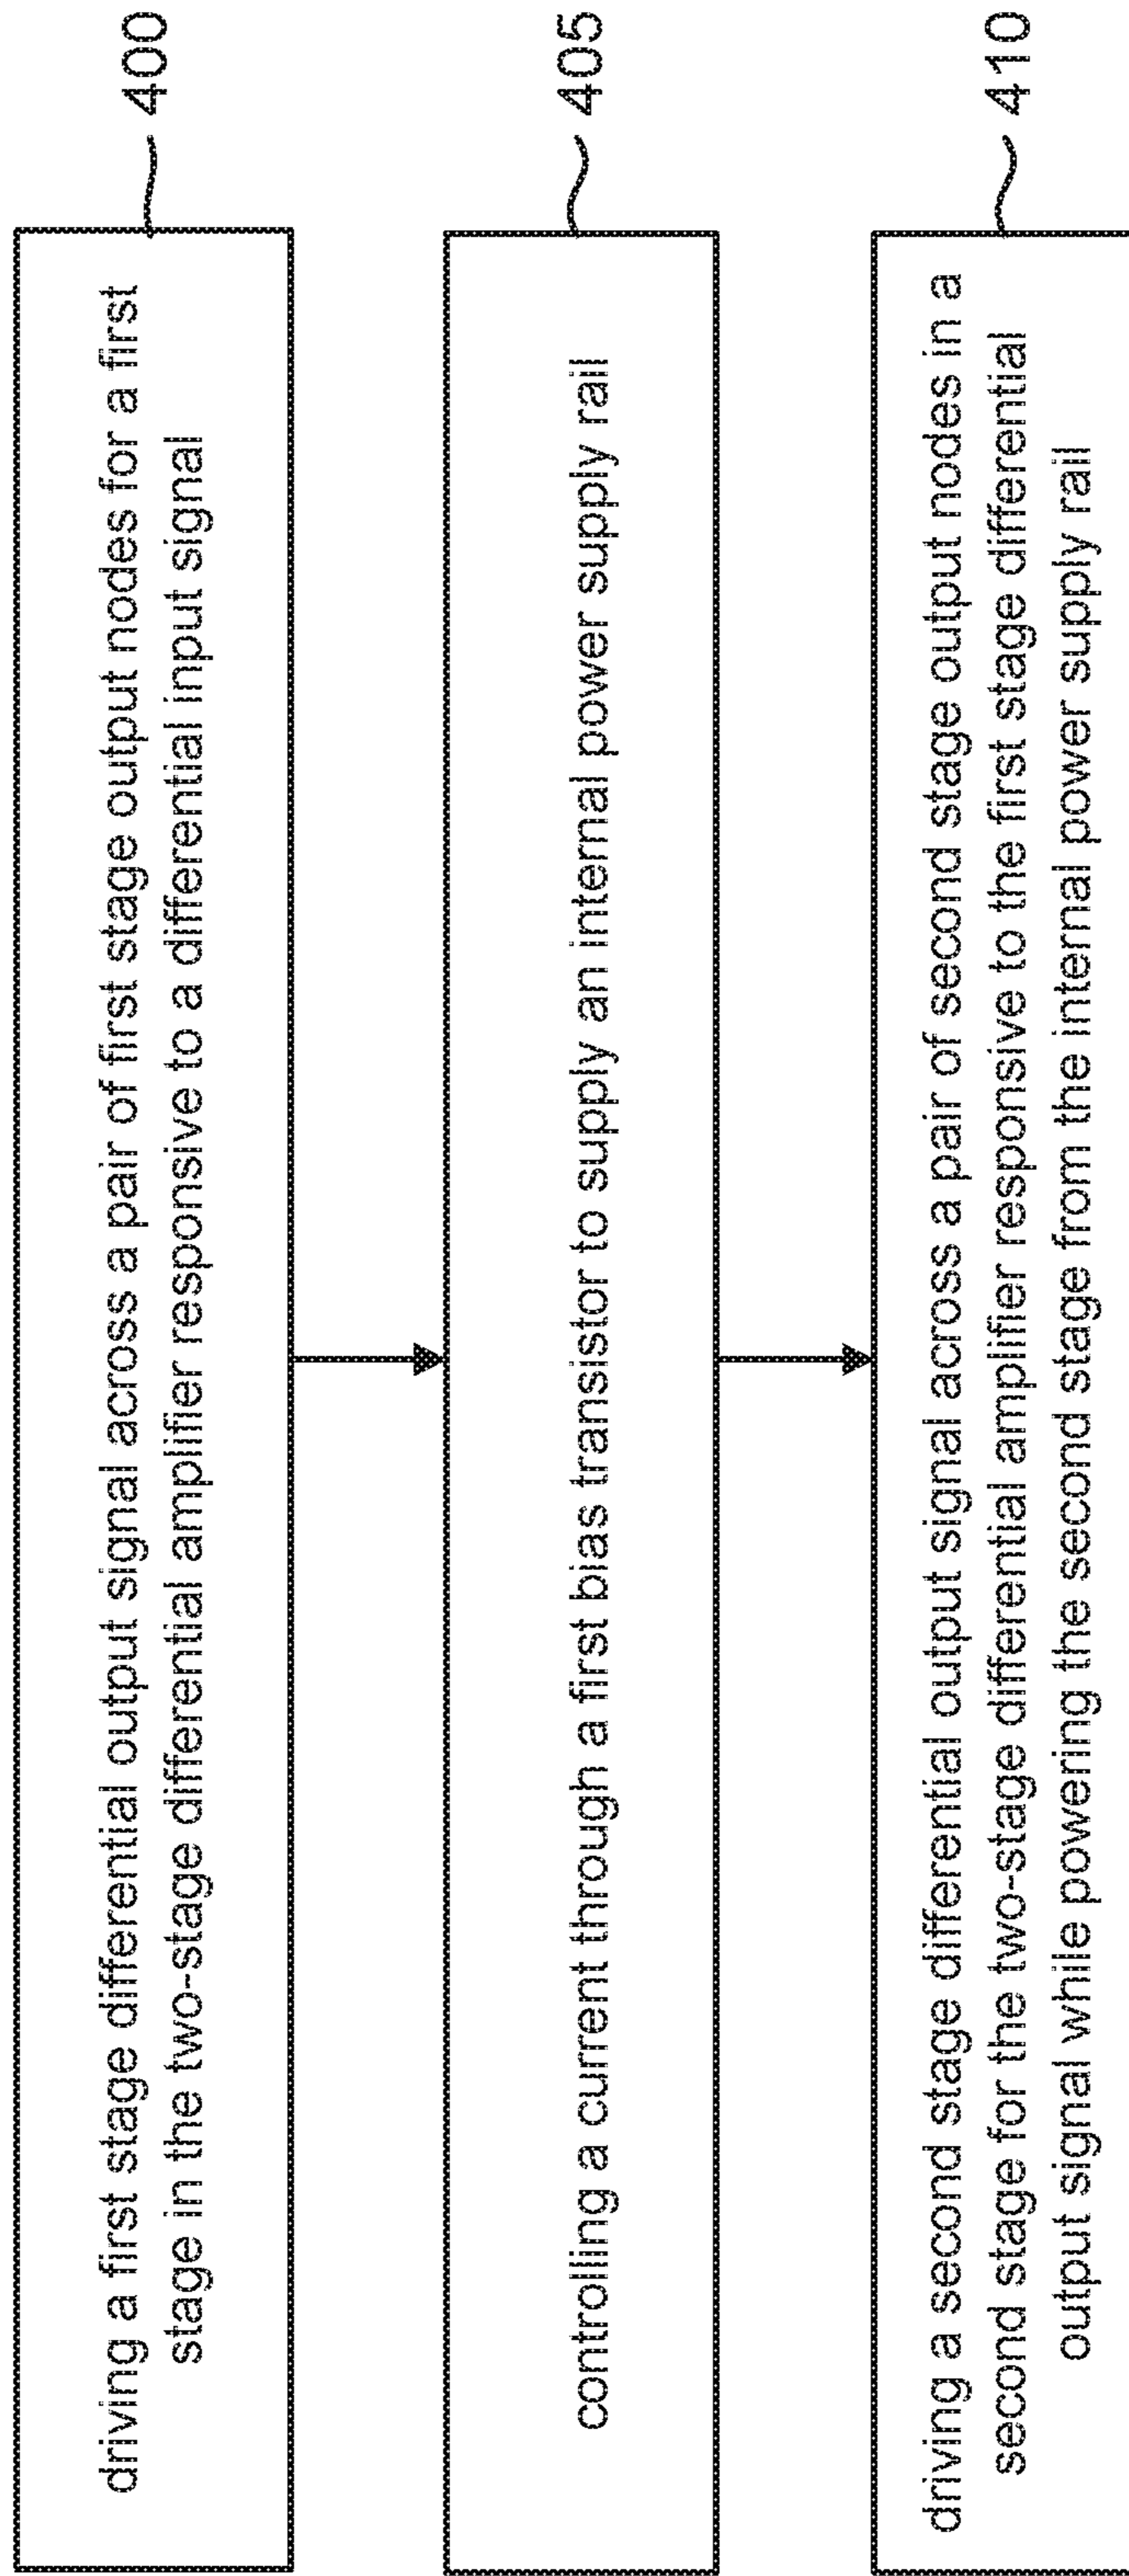 driving a first stage differential output signal across a pair of first stage output nodes for a first
stage in the two-stage differential amplifier responsive to a differential input signal
400
controlling a current through a first bias transistor to supply an internal power supply rail
405
driving a second stage differential output signal across a pair of second stage output nodes in a
second stage for the two-stage differential amplifier responsive to the first stage differential
output signal while powering the second stage from the internal power supply rail
410